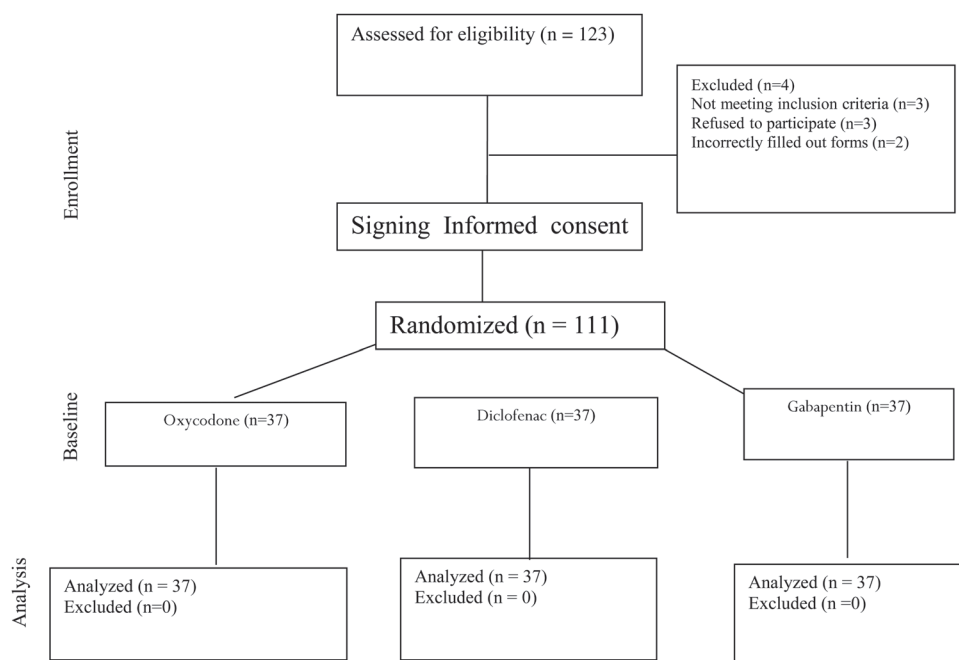 Assessed for eligibility (n = 123)
Excluded (n=4)
Not meeting inclusion criteria (n=3)
Refused to participate (n=3)
Incorrectly filled out forms (n=2)
Enrollment
Signing Informed consent
Randomized (n = 111)
Baseline
Oxycodone (n=37)
Diclofenac (n=37)
Gabapentin (n=37)
Analysis
Analyzed (n = 37)
Excluded (n=0)
Analyzed (n = 37)
Excluded (n = 0)
Analyzed (n = 37)
Excluded (n =0)